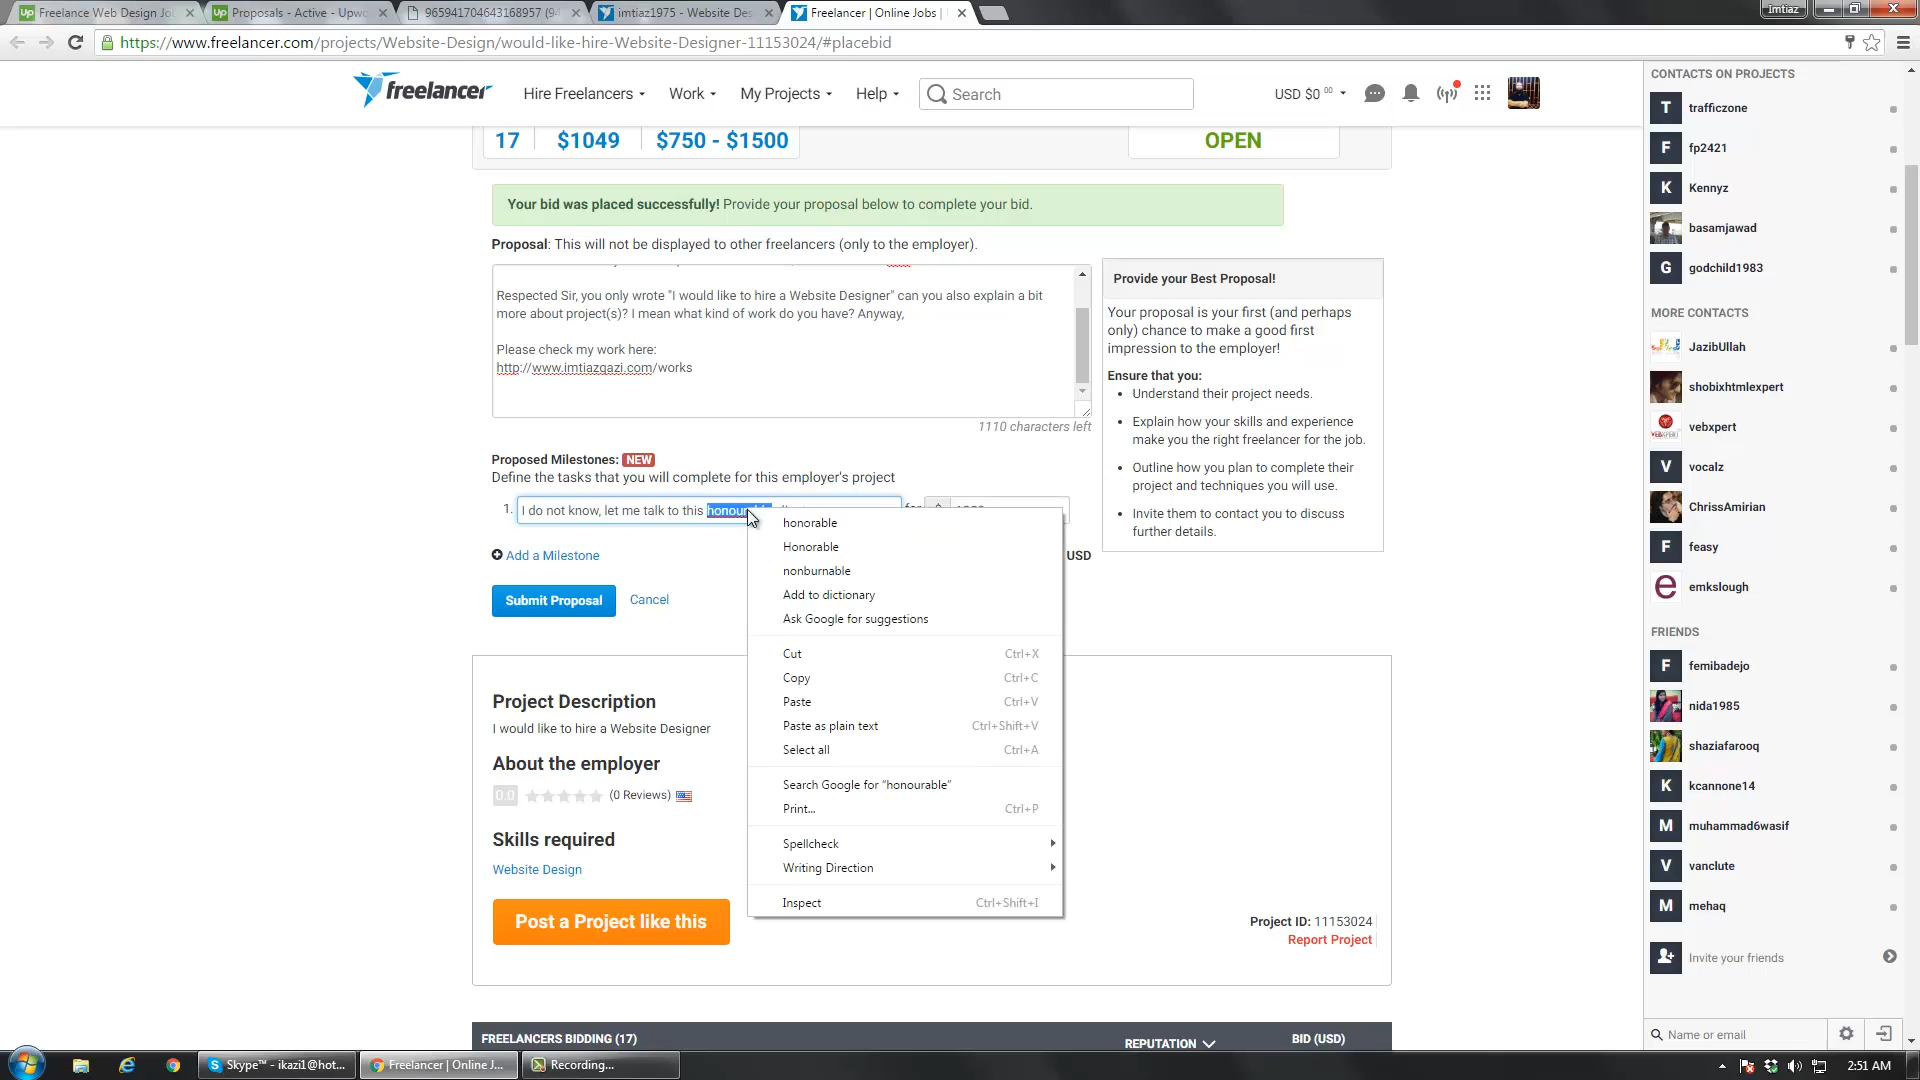 Freelance Web Design Jo
Proposals - Active - Upwo
965941704643168957 (94
imtiaz1975 - Website Des
Freelancer | Online Jobs |
Imtiaz
https://www.freelancer.com/projects/Website-Design/would-like-hire-Website-Designer-11153024/#placebid
freelancer
Hire Freelancers
Work
My Projects
Help
Search
USD $0 00
17
$1049
$750 - $1500
OPEN
Your bid was placed successfully! Provide your proposal below to complete your bid.
Proposal: This will not be displayed to other freelancers (only to the employer).
Respected Sir, you only wrote "I would like to hire a Website Designer" can you also explain a bit
more about project(s)? I mean what kind of work do you have? Anyway,
Please check my work here:
http://www.imtiazqazi.com/works
1110 characters left
Provide your Best Proposal!
Your proposal is your first (and perhaps
only) chance to make a good first
impression to the employer!
Ensure that you:
• Understand their project needs.
• Explain how your skills and experience
make you the right freelancer for the job.
• Outline how you plan to complete their
project and techniques you will use.
• Invite them to contact you to discuss
further details.
Proposed Milestones: NEW
Define the tasks that you will complete for this employer's project
1. I do not know, let me talk to this
Add a Milestone
USD
Submit Proposal
Cancel
honorable
Honorable
nonburnable
Add to dictionary
Ask Google for suggestions
Cut Ctrl+X
Copy Ctrl+C
Paste Ctrl+V
Paste as plain text Ctrl+Shift+V
Select all Ctrl+A
Search Google for “honourable”
Print... Ctrl+P
Spellcheck
Writing Direction
Inspect Ctrl+Shift+I
Project Description
I would like to hire a Website Designer
About the employer
0.0 (0 Reviews)
Skills required
Website Design
Post a Project like this
Project ID: 11153024
Report Project
FREELANCERS BIDDING (17)
REPUTATION
BID (USD)
CONTACTS ON PROJECTS
T trafficzone
F fp2421
K Kennyz
basamjawad
G godchild1983
MORE CONTACTS
JazibUllah
shobixhtmlexpert
vebxpert
V vocalz
ChrissAmirian
F feasy
e emkslough
FRIENDS
F femibadejo
nida1985
shaziafarooq
K kcannone14
M muhammad6wasif
V vanclute
M mehaq
Invite your friends
Name or email
Skype™ - ikazi1@hot...
Freelancer | Online J...
Recording...
2:51 AM